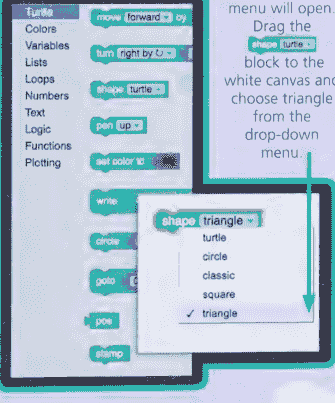 Turtle
Colors
Variables
Lists
Loops
Numbers
Text
Logic
Functions
Plotting
move forward by
turn right by
shape turtle
pen up
set color to
write
circle
goto
pos
stamp
menu will open.
Drag the
shape turtle
block to the
white canvas and
choose triangle
from the
drop-down
menu.
shape triangle
turtle
circle
classic
square
✓ triangle